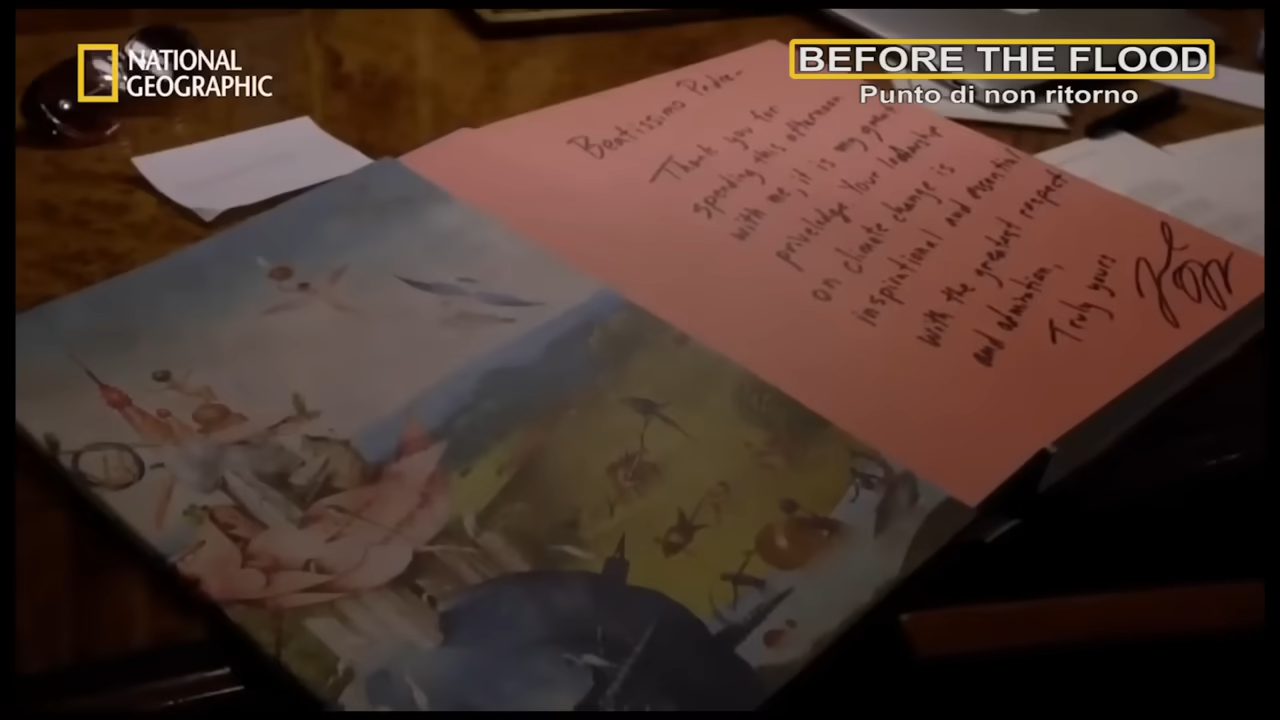 NATIONAL
GEOGRAPHIC
BEFORE THE FLOOD
Punto di non ritorno
Beatissimo Padre-
Thank you for
spending this afternoon
with me, it is my great
priveledge Your leadership
on climate change is
inspirational and essential
with the greatest respect
and admiration,
Truly yours